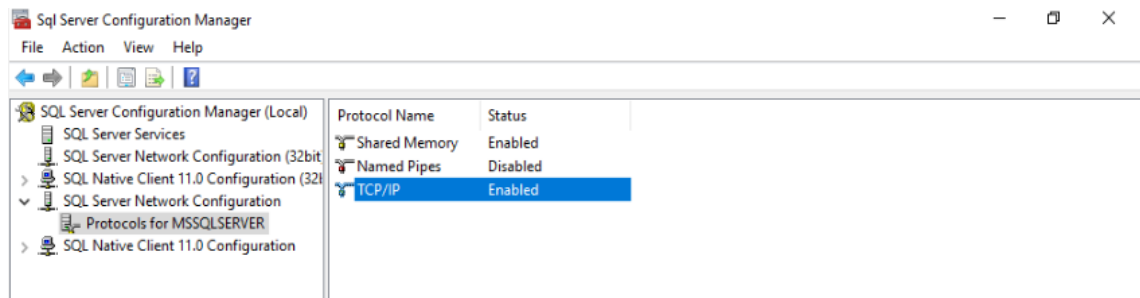 Sql Server Configuration Manager
File Action View Help
SQL Server Configuration Manager (Local)
SQL Server Services
SQL Server Network Configuration (32bit
SQL Native Client 11.0 Configuration (32
SQL Server Network Configuration
Protocols for MSSQLSERVER
SQL Native Client 11.0 Configuration
Protocol Name Status
Shared Memory Enabled
Named Pipes Disabled
TCP/IP Enabled